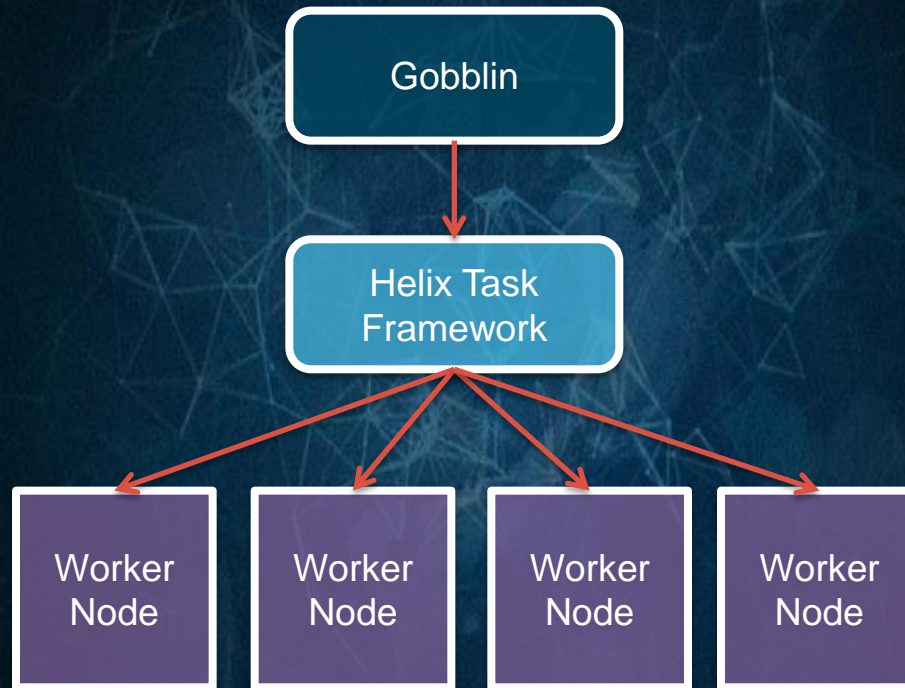 Gobblin
Helix Task
Framework
Worker
Node
Worker
Node
Worker
Node
Worker
Node